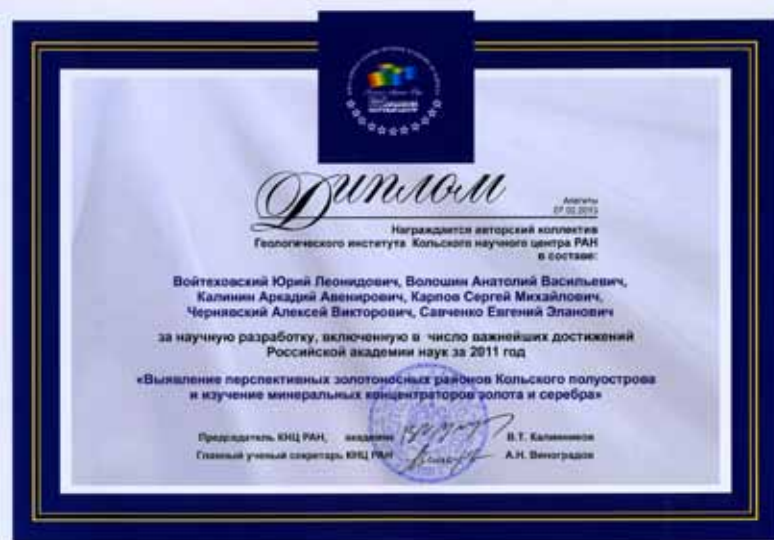 Диплом
Апатиты
Награждается авторский коллектив
Геологического института Кольского научного центра РАН
в составе:
Войтеховский Юрий Леонидович, Волошин Анатолий Васильевич,
Калинин Аркадий Авенирович, Карпов Сергей Михайлович,
Чернявский Алексей Викторович, Савченко Евгений Эланович
за научную разработку, включенную в число важнейших достижений
Российской академии наук за 2011 год
«Выявление перспективных золотоносных районов Кольского полуострова
и изучение минеральных концентраторов золота и серебра»
Председатель КНЦ РАН, академик В.Т. Калинников
Главный ученый секретарь КНЦ РАН А.Н. Виноградов